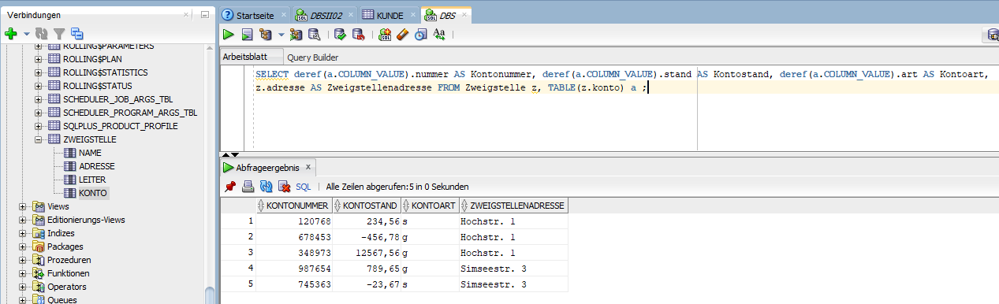 Verbindungen
Startseite
DBSII02
KUNDE
DBS
ROLLING$PARAMETERS
ROLLING$PLAN
ROLLING$STATISTICS
ROLLING$STATUS
SCHEDULER_JOB_ARGS_TBL
SCHEDULER_PROGRAM_ARGS_TBL
SQLPLUS_PRODUCT_PROFILE
ZWEIGSTELLE
NAME
ADRESSE
LEITER
KONTO
Views
Editionierungs-Views
Indizes
Packages
Prozeduren
Funktionen
Operators
Queues
Aa
Arbeitsblatt Query Builder
SELECT deref(a.COLUMN_VALUE).nummer AS Kontonummer, deref(a.COLUMN_VALUE).stand AS Kontostand, deref(a.COLUMN_VALUE).art AS Kontoart,
z.adresse AS Zweigstellenadresse FROM Zweigstelle z, TABLE(z.konto) a ;
Abfrageergebnis x
SQL | Alle Zeilen abgerufen:5 in 0 Sekunden
KONTONUMMER KONTOSTAND KONTOART ZWEIGSTELLENADRESSE
1 120768 234,56 s Hochstr. 1
2 678453 -456,78 g Hochstr. 1
3 348973 12567,56 g Hochstr. 1
4 987654 789,65 g Simseestr. 3
5 745363 -23,67 s Simseestr. 3